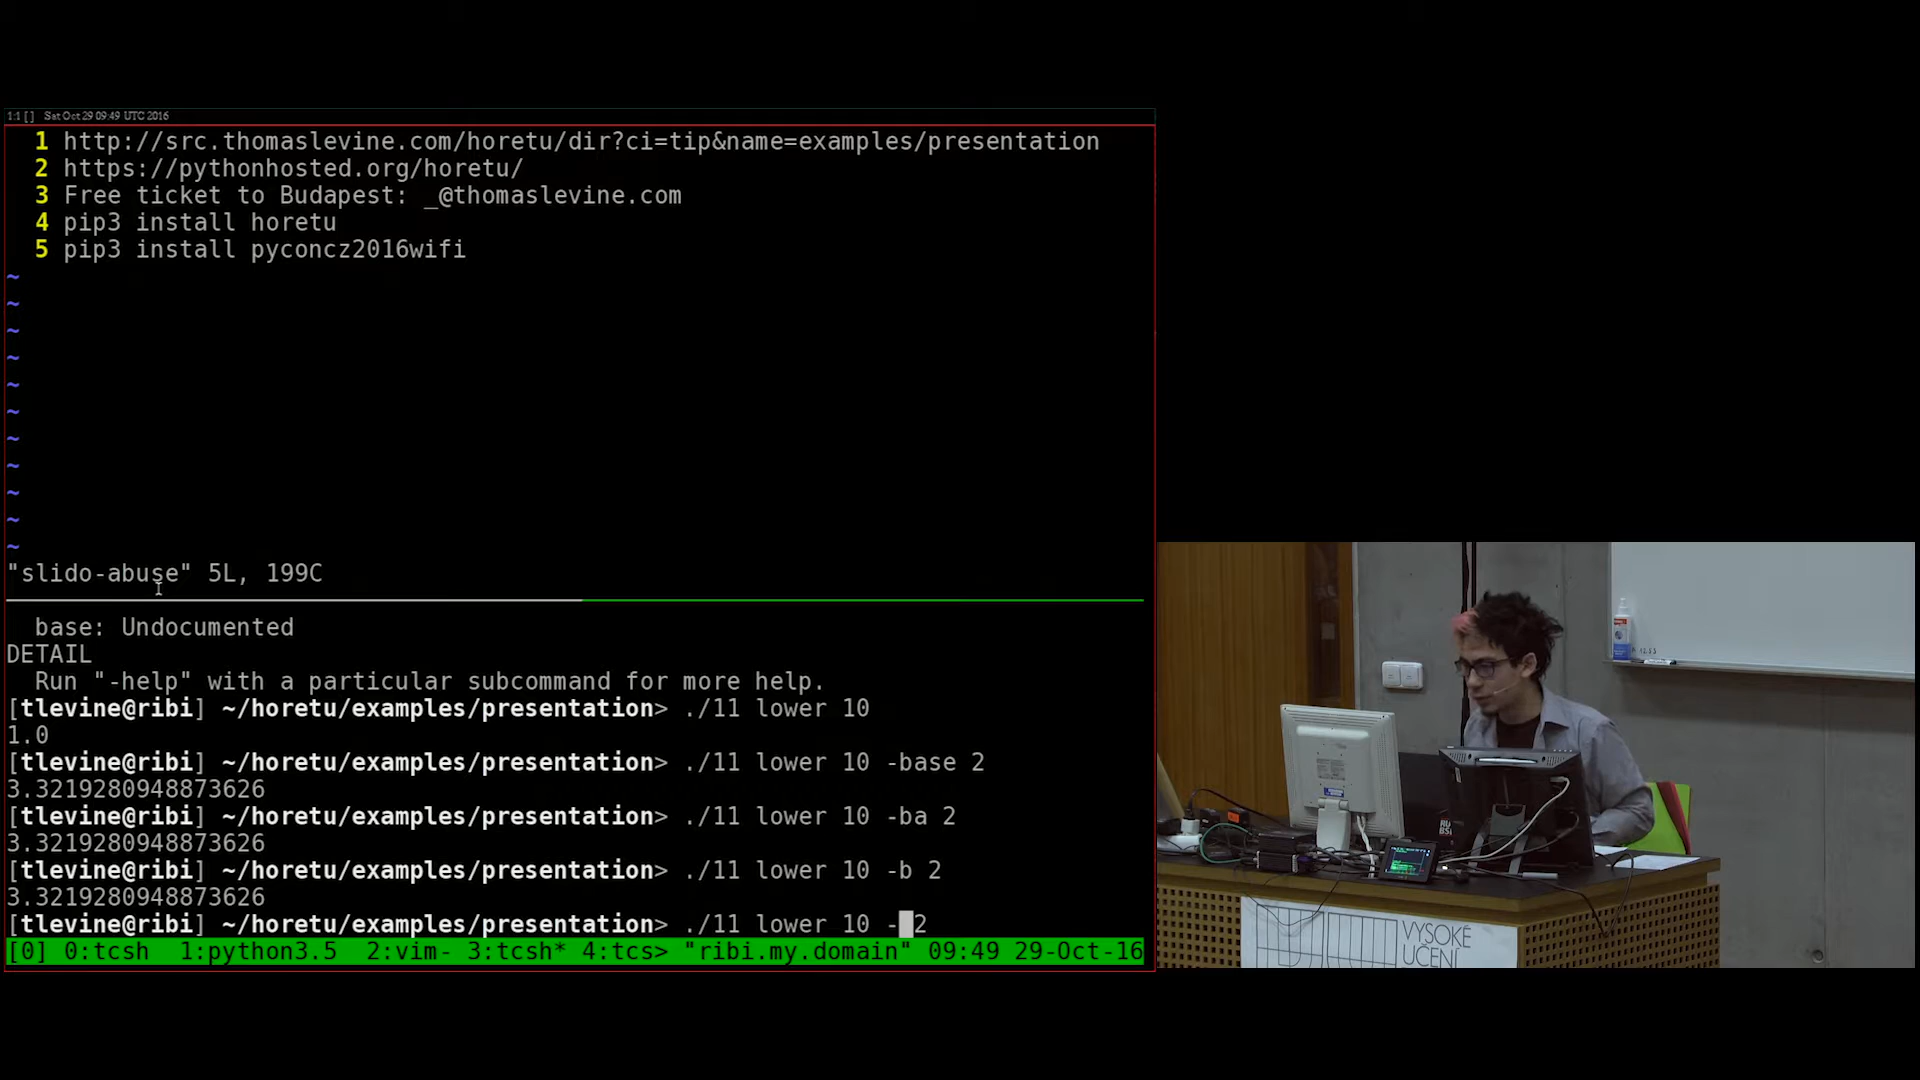 1:1 [ ] Sat Oct 29 09:49 UTC 2016
1 http://src.thomaslevine.com/horetu/dir?ci=tip&name=examples/presentation
2 https://pythonhosted.org/horetu/
3 Free ticket to Budapest: _@thomaslevine.com
4 pip3 install horetu
5 pip3 install pyconcz2016wifi
~
~
~
~
~
~
~
~
~
~
~
"slido-abuse" 5L, 199C
base: Undocumented
DETAIL
Run "-help" with a particular subcommand for more help.
[tlevine@ribi] ~/horetu/examples/presentation> ./11 lower 10
1.0
[tlevine@ribi] ~/horetu/examples/presentation> ./11 lower 10 -base 2
3.3219280948873626
[tlevine@ribi] ~/horetu/examples/presentation> ./11 lower 10 -ba 2
3.3219280948873626
[tlevine@ribi] ~/horetu/examples/presentation> ./11 lower 10 -b 2
3.3219280948873626
[tlevine@ribi] ~/horetu/examples/presentation> ./11 lower 10 - 2
[0] 0:tcsh 1:python3.5 2:vim- 3:tcsh* 4:tcs> "ribi.my.domain" 09:49 29-Oct-16
VYSOKÉ
UČENÍ